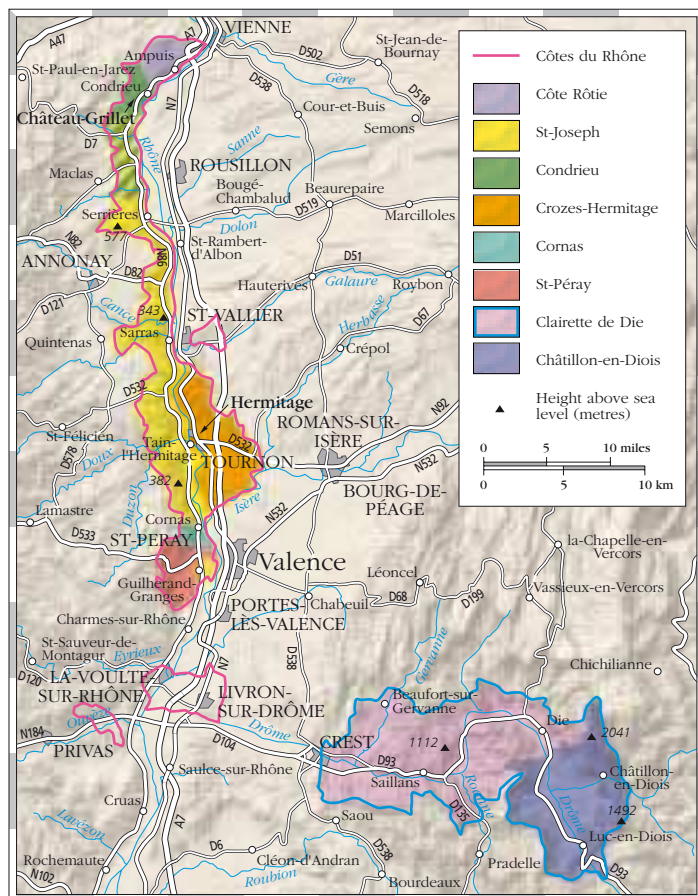 A47
A7
VIENNE
Ampuis
D502
St-Jean-de-
Bournay
St-Paul-en-Jarez
Condrieu
N7
D538
Gère
D518
Château-Grillet
Cour-et-Buis
Semons
D7
Rhône
Sanne
Maclas
ROUSILLON
Bougé-
Chambalud
Beaurepaire
D519
Marcilloles
Serrières
577
Dolon
N82
St-Rambert-
d'Albon
N86
ANNONAY
D82
D51
Hauterives
Galaure
Roybon
D121
Cance
343
ST-VALLIER
Herbasse
D67
Quintenas
Sarras
Crépol
D532
Hermitage
N92
ROMANS-SUR-
ISÈRE
St-Félicien
D578
Doux
Tain-
l'Hermitage
D532
TOURNON
N532
382
Isère
BOURG-DE-
PÉAGE
Lamastre
Duzon
Cornas
N532
D533
ST-PERAY
la-Chapelle-en-
Vercors
Valence
Guilherand-
Granges
Léoncel
Vassieux-en-Vercors
Chabeuil
D68
D199
Charmes-sur-Rhône
PORTES-
LÈS-VALENCE
St-Sauveur-de-
Montagur
Eyrieux
D538
Gervanne
Chichilianne
D120
N7
LA-VOULTE-
SUR-RHÔNE
LIVRON-
SUR-DRÔME
Beaufort-sur-
Gervanne
Ouvèze
Drôme
Die
2041
N184
PRIVAS
D104
CREST
1112
D93
Châtillon-
en-Diois
Saulce-sur-Rhône
Saillans
Roanne
Drôme
Cruas
D135
1492
Saou
Luc-en-Diois
Lavézon
A7
D6
D538
Pradelle
D93
Rochemaute
Cléon-d'Andran
N102
Roubion
Bourdeaux
Côtes du Rhône
Côte Rôtie
St-Joseph
Condrieu
Crozes-Hermitage
Cornas
St-Péray
Clairette de Die
Châtillon-en-Diois
Height above sea
level (metres)
0 5 10 miles
0 5 10 km